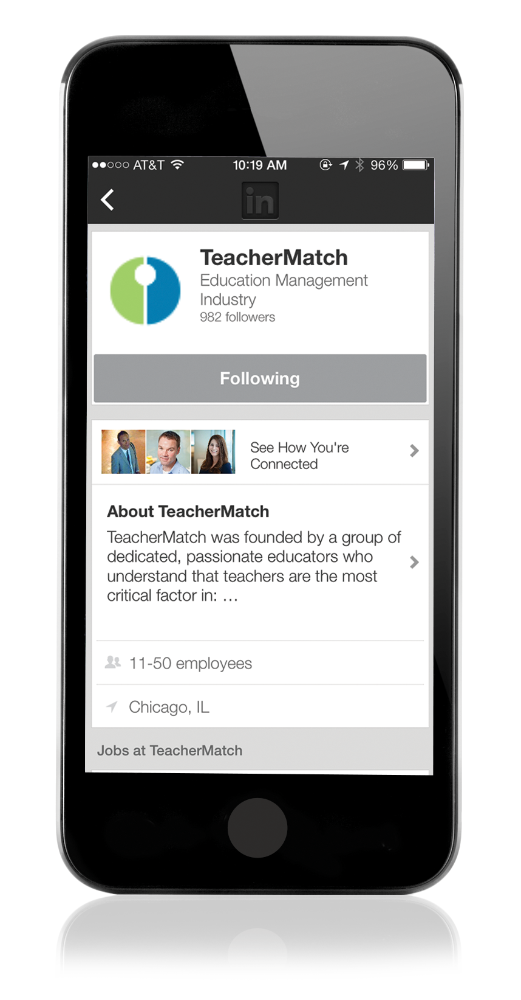 AT&T 10:19 AM 96%
in
TeacherMatch
Education Management
Industry
982 followers
Following
See How You're
Connected
About TeacherMatch
TeacherMatch was founded by a group of
dedicated, passionate educators who
understand that teachers are the most
critical factor in: ...
11-50 employees
Chicago, IL
Jobs at TeacherMatch